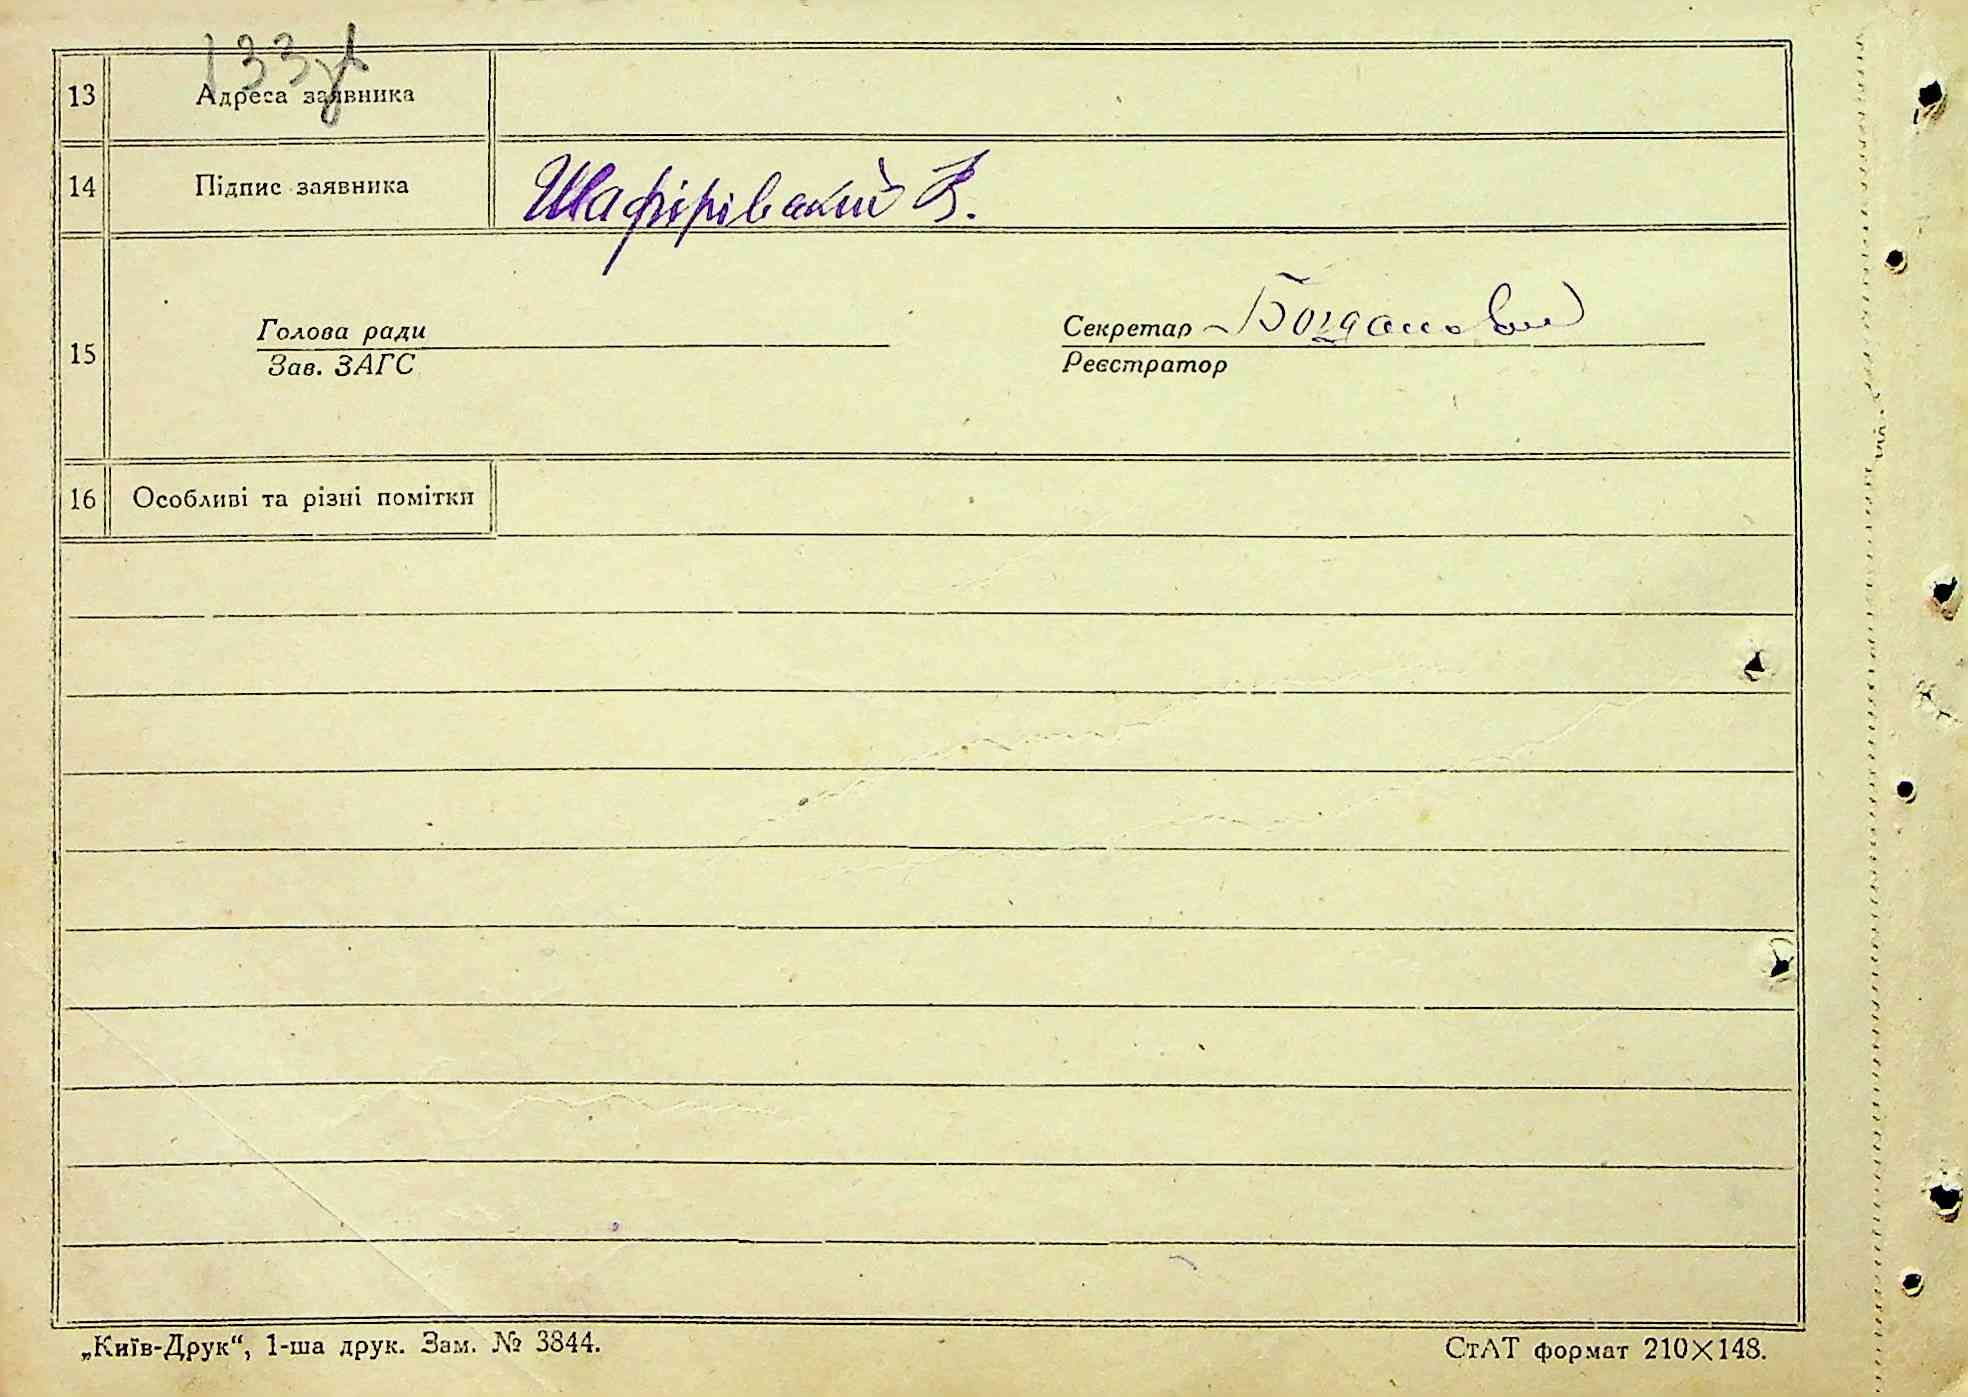 133
13 Адреса заявника
14 Підпис заявника Шафірівський В.
Голова ради Секретар Богданович
15
Зав. ЗАГС Реєстратор
16 Особливі та різні помітки
„Київ-Друк“, 1-ша друк. Зам. № 3844. СтАТ формат 210×148.